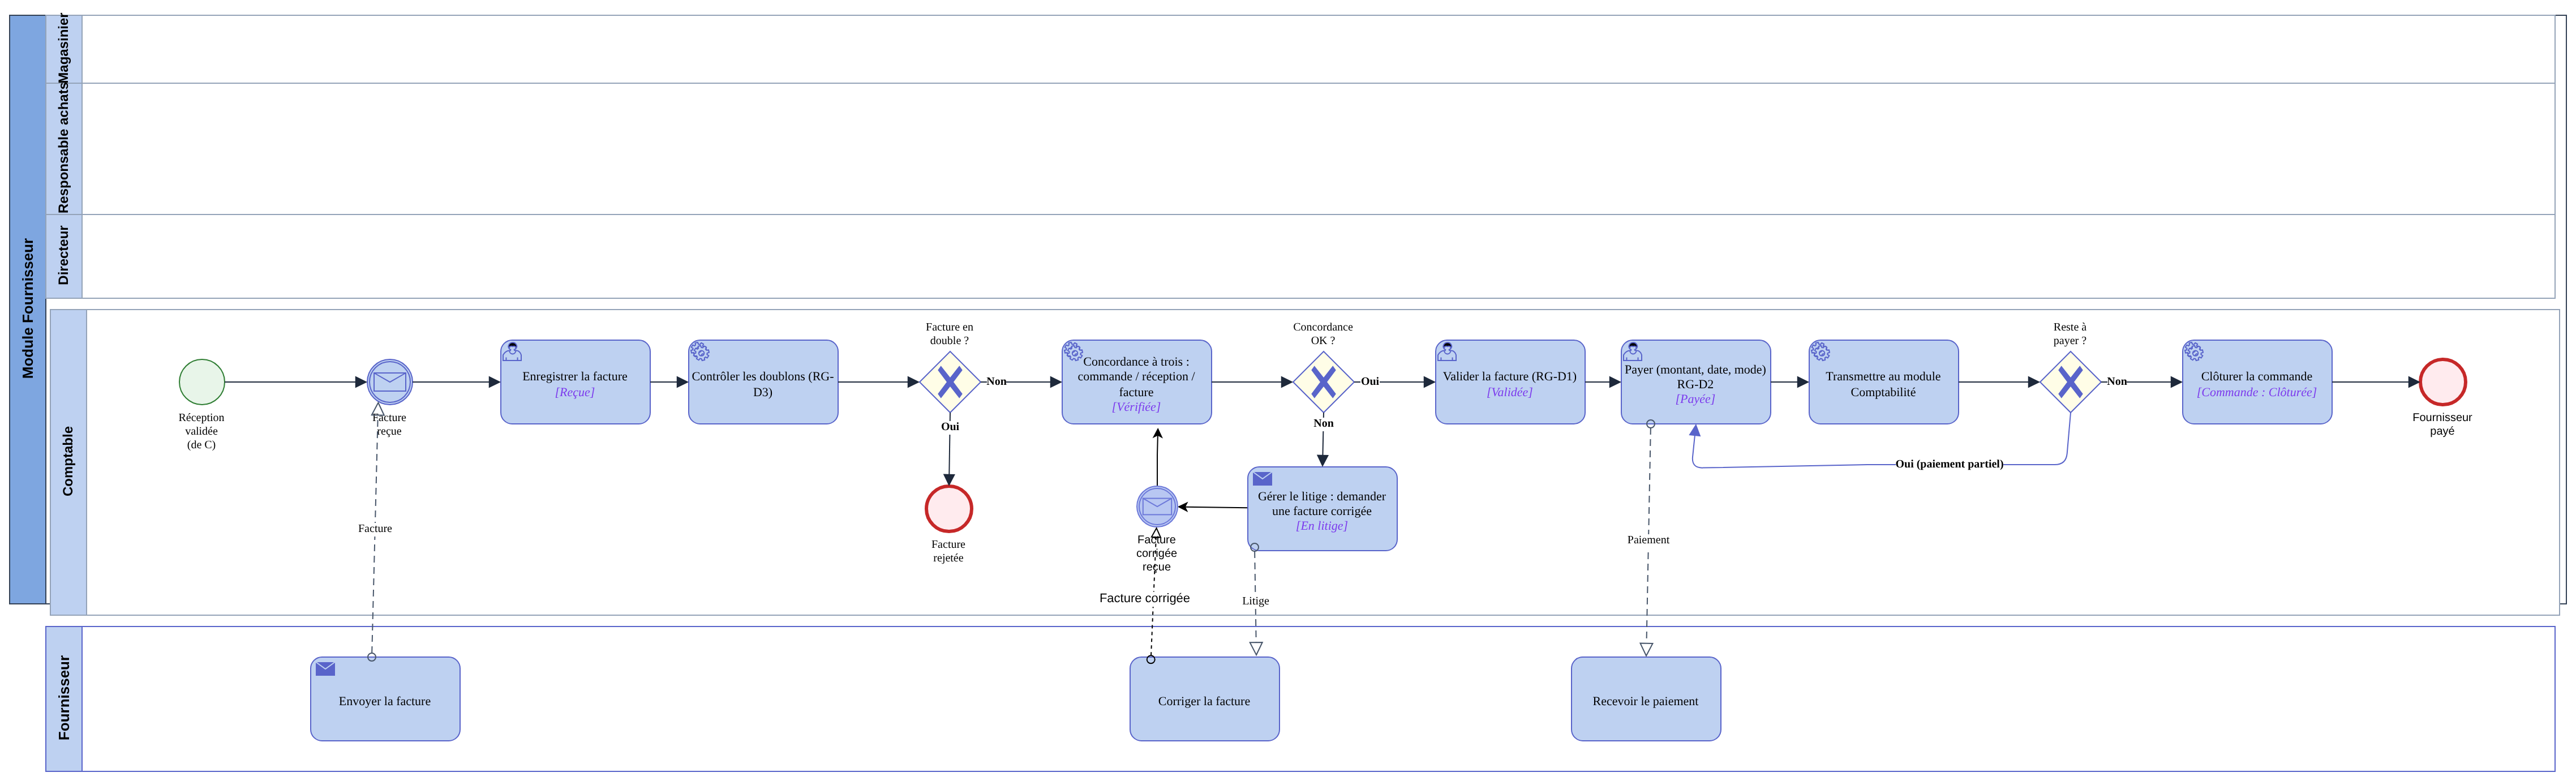 Module Fournisseur
Magasinier
Responsable achats
Directeur
Comptable
Réception
validée
(de C)
Facture
reçue
Enregistrer la facture
[Reçue]
Contrôler les doublons (RG-
D3)
Facture en
double ?
Non
Oui
Facture
rejetée
Concordance à trois :
commande / réception /
facture
[Vérifiée]
Concordance
OK ?
Oui
Non
Gérer le litige : demander
une facture corrigée
[En litige]
Facture
corrigée
reçue
Valider la facture (RG-D1)
[Validée]
Payer (montant, date, mode)
RG-D2
[Payée]
Transmettre au module
Comptabilité
Reste à
payer ?
Non
Oui (paiement partiel)
Clôturer la commande
[Commande : Clôturée]
Fournisseur
payé
Facture
Facture corrigée
Litige
Paiement
Fournisseur
Envoyer la facture
Corriger la facture
Recevoir le paiement